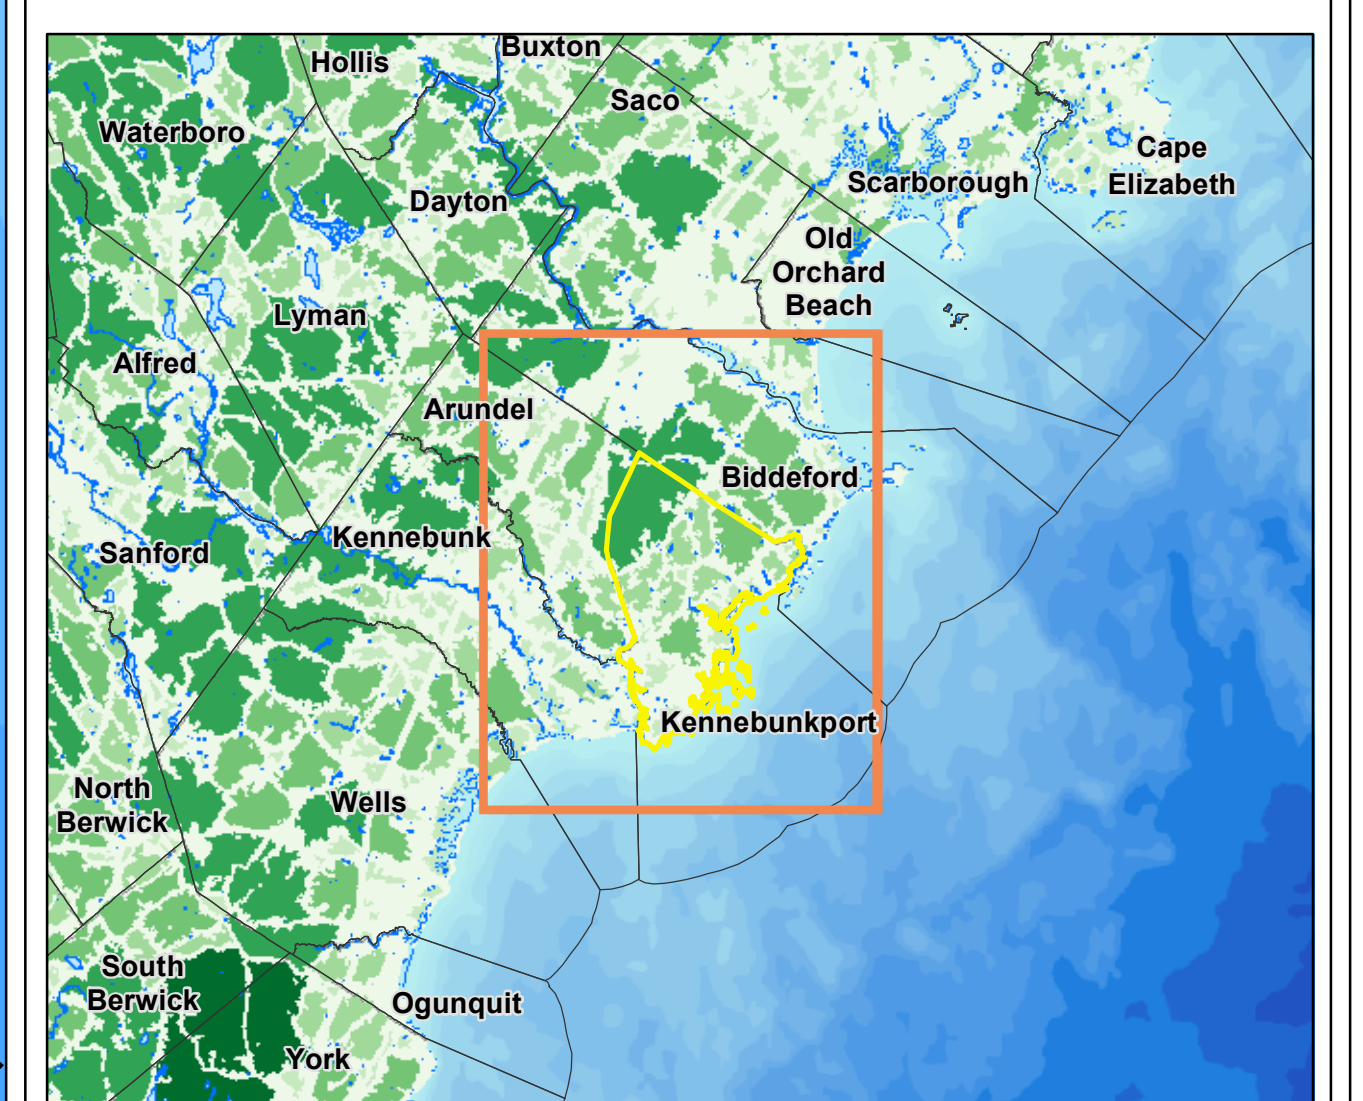 Buxton
Hollis
Saco
Waterboro
Cape
Elizabeth
Scarborough
Dayton
Old
Orchard
Beach
Lyman
Alfred
Arundel
Biddeford
Kennebunk
Sanford
Kennebunkport
North
Berwick
Wells
South
Berwick
Ogunquit
York